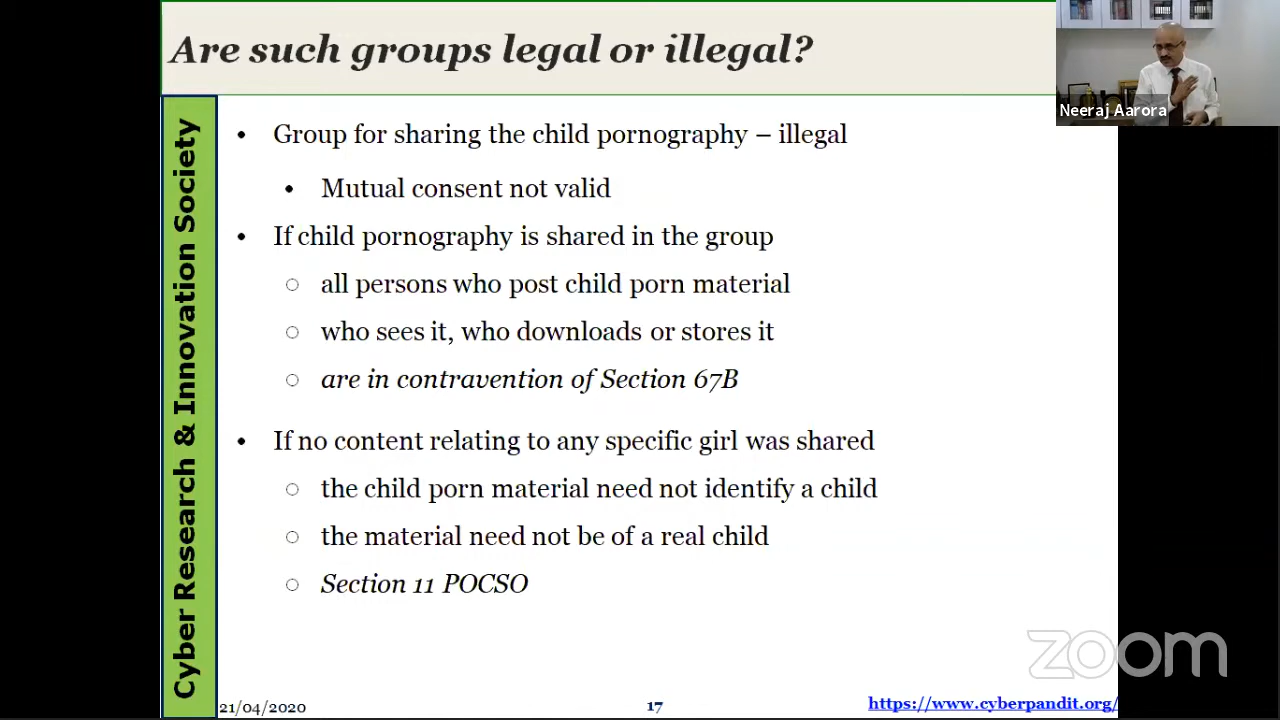 Are such groups legal or illegal?
Neeraj Aarora
Cyber Research & Innovation Society
• Group for sharing the child pornography – illegal
• Mutual consent not valid
• If child pornography is shared in the group
○ all persons who post child porn material
○ who sees it, who downloads or stores it
○ are in contravention of Section 67B
• If no content relating to any specific girl was shared
○ the child porn material need not identify a child
○ the material need not be of a real child
○ Section 11 POCSO
zoom
21/04/2020
17
https://www.cyberpandit.org/